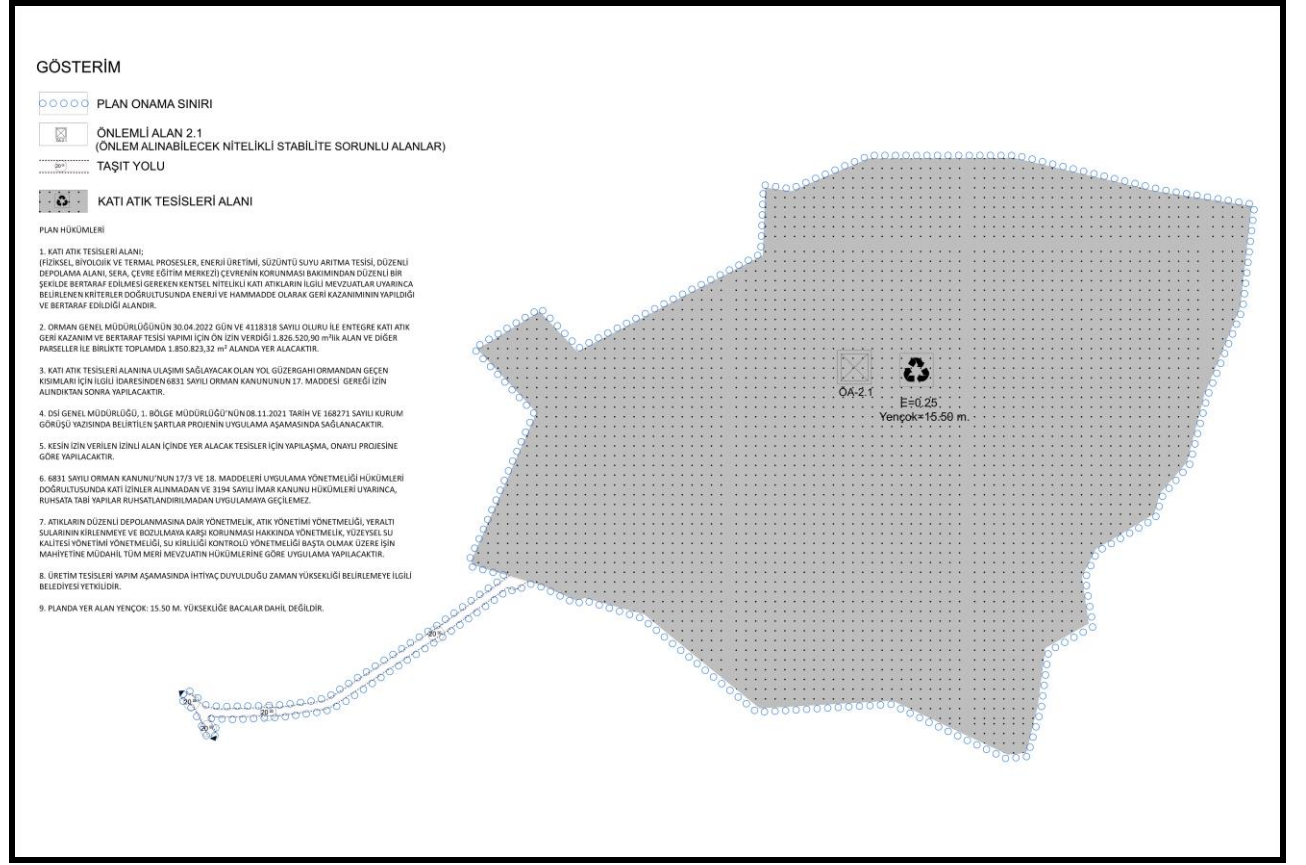 GÖSTERİM
PLAN ONAMA SINIRI
ÖNLEMLİ ALAN 2.1
(ÖNLEM ALINABİLECEK NİTELİKLİ STABİLİTE SORUNLU ALANLAR)
20 m
TAŞIT YOLU
KATI ATIK TESİSLERİ ALANI
PLAN HÜKÜMLERİ
1. KATI ATIK TESİSLERİ ALANI;
(FİZİKSEL, BİYOLOJİK VE TERMAL PROSESLER, ENERJİ ÜRETİMİ, SÜZÜNTÜ SUYU ARITMA TESİSİ, DÜZENLİ
DEPOLAMA ALANI, SERA, ÇEVRE EĞİTİM MERKEZİ) ÇEVRENİN KORUNMASI BAKIMINDAN DÜZENLİ BİR
ŞEKİLDE BERTARAF EDİLMESİ GEREKEN KENTSEL NİTELİKLİ KATI ATIKLARIN İLGİLİ MEVZUATLAR UYARINCA
BELİRLENEN KRİTERLER DOĞRULTUSUNDA ENERJİ VE HAMMADDE OLARAK GERİ KAZANIMININ YAPILDIĞI
VE BERTARAF EDİLDİĞİ ALANDIR.
2. ORMAN GENEL MÜDÜRLÜĞÜNÜN 30.04.2022 GÜN VE 4118318 SAYILI OLURU İLE ENTEGRE KATI ATIK
GERİ KAZANIM VE BERTARAF TESİSİ YAPIMI İÇİN ÖN İZİN VERDİĞİ 1.826.520,90 m²lik ALAN VE DİĞER
PARSELLER İLE BİRLİKTE TOPLAMDA 1.850.823,32 m² ALANDA YER ALACAKTIR.
3. KATI ATIK TESİSLERİ ALANINA ULAŞIMI SAĞLAYACAK OLAN YOL GÜZERGAHI ORMANDAN GEÇEN
KISIMLARI İÇİN İLGİLİ İDARESİNDEN 6831 SAYILI ORMAN KANUNUNUN 17. MADDESİ GEREĞİ İZİN
ALINDIKTAN SONRA YAPILACAKTIR.
4. DSİ GENEL MÜDÜRLÜĞÜ, 1. BÖLGE MÜDÜRLÜĞÜ'NÜN 08.11.2021 TARİH VE 168271 SAYILI KURUM
GÖRÜŞÜ YAZISINDA BELİRTİLEN ŞARTLAR PROJENİN UYGULAMA AŞAMASINDA SAĞLANACAKTIR.
5. KESİN İZİN VERİLEN İZİNLİ ALAN İÇİNDE YER ALACAK TESİSLER İÇİN YAPILAŞMA, ONAYLI PROJESİNE
GÖRE YAPILACAKTIR.
6. 6831 SAYILI ORMAN KANUNU'NUN 17/3 VE 18. MADDELERİ UYGULAMA YÖNETMELİĞİ HÜKÜMLERİ
DOĞRULTUSUNDA KATİ İZİNLER ALINMADAN VE 3194 SAYILI İMAR KANUNU HÜKÜMLERİ UYARINCA,
RUHSATA TABİ YAPILAR RUHSATLANDIRILMADAN UYGULAMAYA GEÇİLEMEZ.
7. ATIKLARIN DÜZENLİ DEPOLANMASINA DAİR YÖNETMELİK, ATIK YÖNETİMİ YÖNETMELİĞİ, YERALTI
SULARININ KİRLENMEYE VE BOZULMAYA KARŞI KORUNMASI HAKKINDA YÖNETMELİK, YÜZEYSEL SU
KALİTESİ YÖNETİMİ YÖNETMELİĞİ, SU KİRLİLİĞİ KONTROLÜ YÖNETMELİĞİ BAŞTA OLMAK ÜZERE İŞİN
MAHİYETİNE MÜDAHİL TÜM MERİ MEVZUATIN HÜKÜMLERİNE GÖRE UYGULAMA YAPILACAKTIR.
8. ÜRETİM TESİSLERİ YAPIM AŞAMASINDA İHTİYAÇ DUYULDUĞU ZAMAN YÜKSEKLİĞİ BELİRLEMEYE İLGİLİ
BELEDİYESİ YETKİLİDİR.
9. PLANDA YER ALAN YENÇOK: 15.50 M. YÜKSEKLİĞE BACALAR DAHİL DEĞİLDİR.
ÖA-2.1
E=0.25
Yençok=15.50 m.
20 m
20 m
20 m
20 m